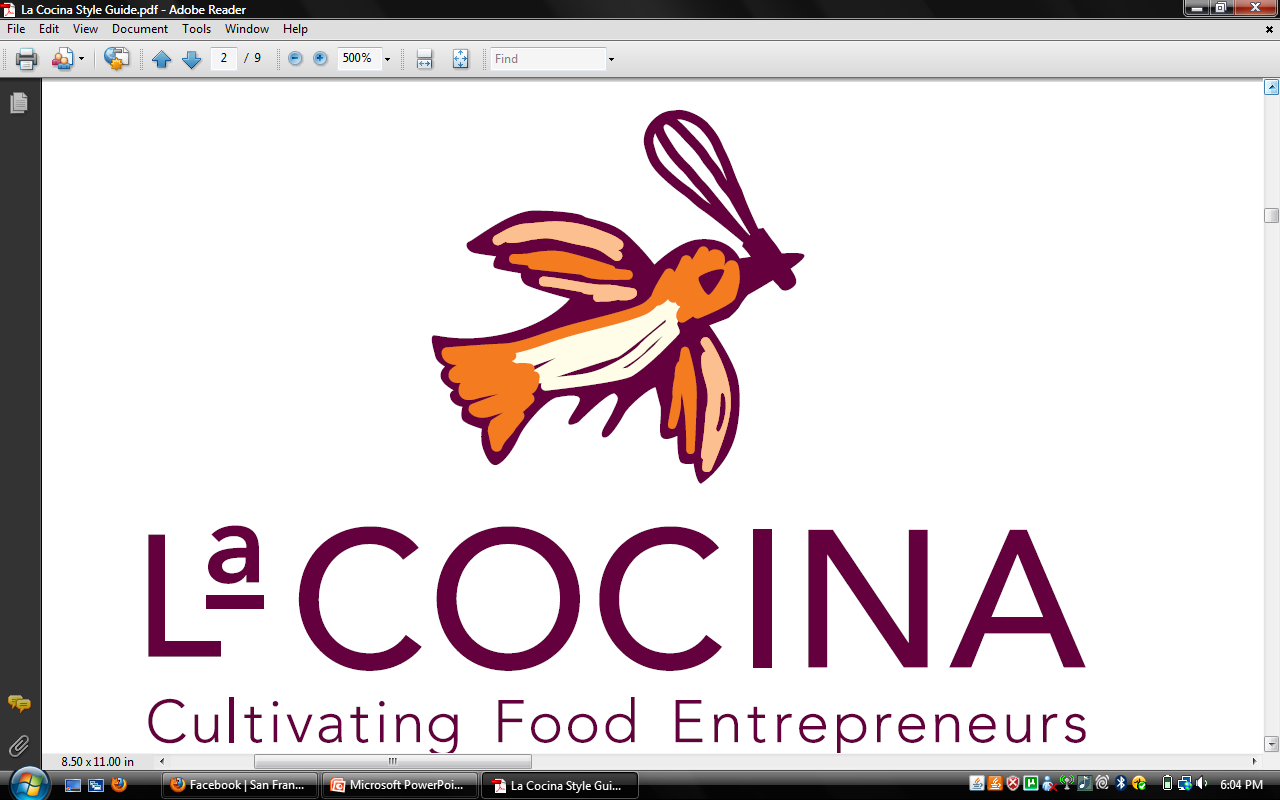 La Cocina Style Guide.pdf - Adobe Reader
File Edit View Document Tools Window Help
2 / 9 500% Find
La COCINA
Cultivating Food Entrepreneurs
8.50 x 11.00 in
Facebook | San Fran... Microsoft PowerPoi... La Cocina Style Gui... 6:04 PM